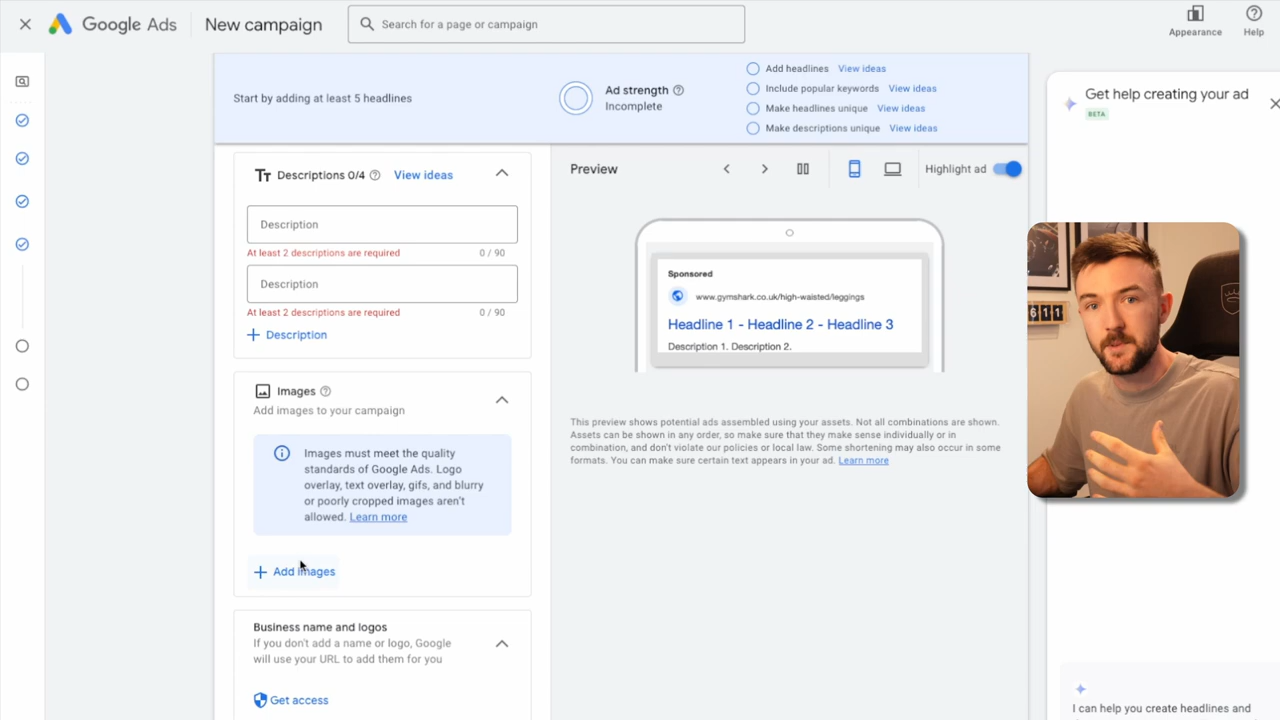 Google Ads
New campaign
Search for a page or campaign
Appearance
Help
Start by adding at least 5 headlines
Ad strength
Incomplete
Add headlines View ideas
Include popular keywords View ideas
Make headlines unique View ideas
Make descriptions unique View ideas
Get help creating your ad
BETA
Descriptions 0/4 View ideas
Description
At least 2 descriptions are required 0 / 90
Description
At least 2 descriptions are required 0 / 90
+ Description
Images
Add images to your campaign
Images must meet the quality
standards of Google Ads. Logo
overlay, text overlay, gifs, and blurry
or poorly cropped images aren't
allowed. Learn more
+ Add images
Business name and logos
If you don't add a name or logo, Google
will use your URL to add them for you
Get access
Preview
Highlight ad
Sponsored
www.gymshark.co.uk/high-waisted/leggings
Headline 1 - Headline 2 - Headline 3
Description 1. Description 2.
This preview shows potential ads assembled using your assets. Not all combinations are shown.
Assets can be shown in any order, so make sure that they make sense individually or in
combination, and don't violate our policies or local law. Some shortening may also occur in some
formats. You can make sure certain text appears in your ad. Learn more
611
I can help you create headlines and